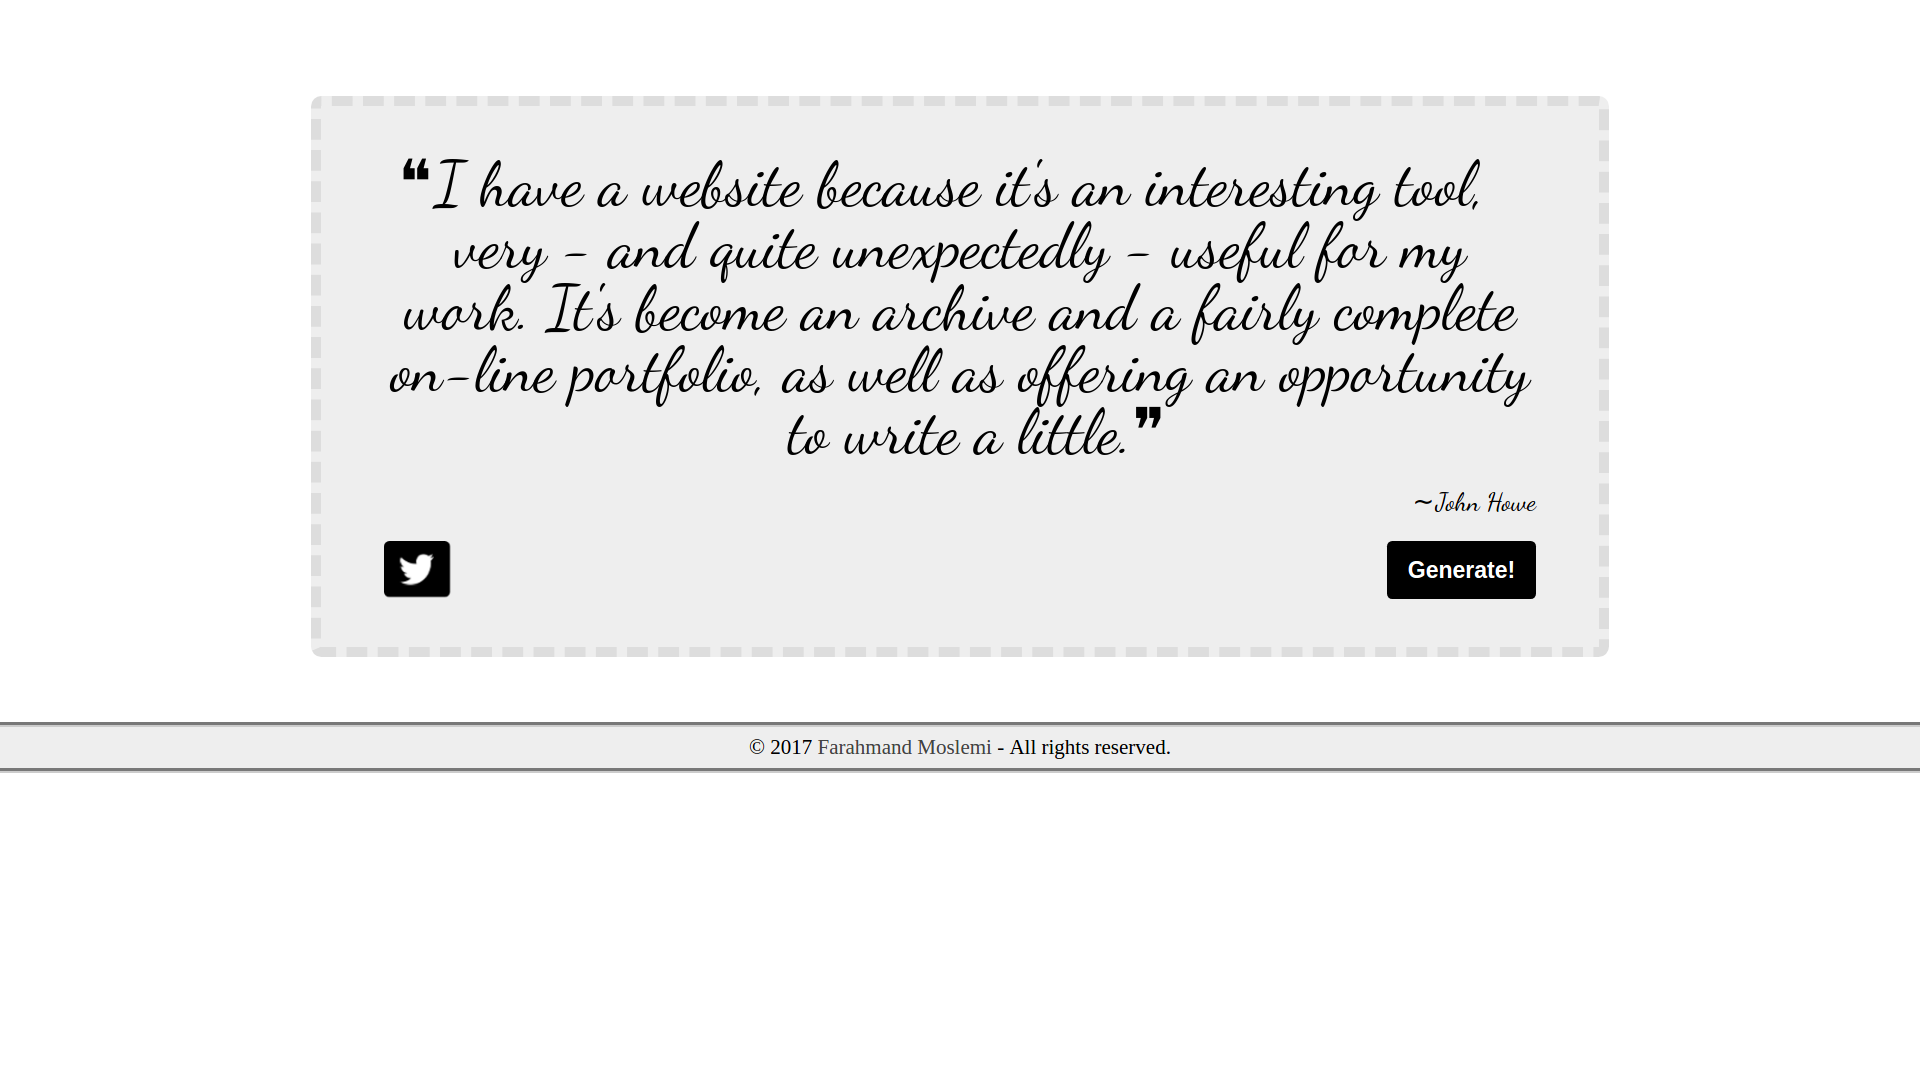 ❝I have a website because it's an interesting tool,
very - and quite unexpectedly - useful for my
work. It's become an archive and a fairly complete
on-line portfolio, as well as offering an opportunity
to write a little.❞
~John Howe
Generate!
© 2017 Farahmand Moslemi - All rights reserved.